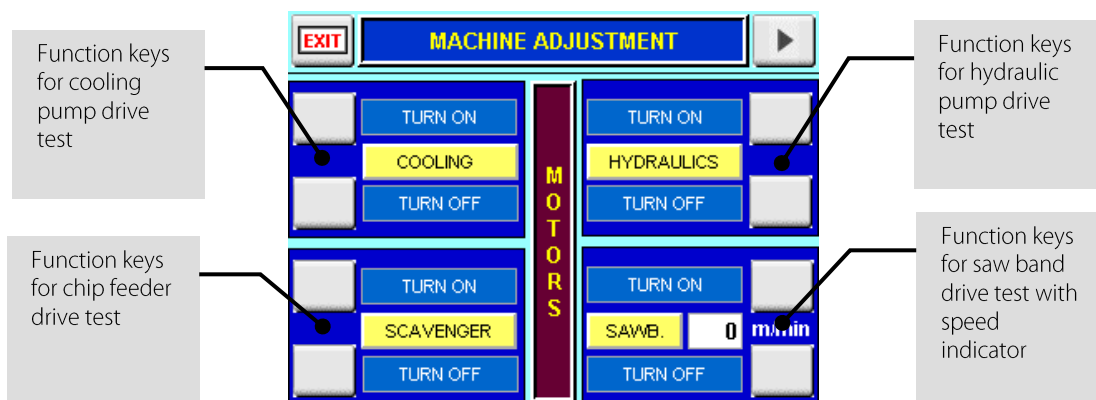 Function keys
for cooling
pump drive
test
Function keys
for chip feeder
drive test
EXIT
MACHINE ADJUSTMENT
TURN ON
COOLING
TURN OFF
TURN ON
SCAVENGER
TURN OFF
MOTORS
TURN ON
HYDRAULICS
TURN OFF
TURN ON
SAWB. 0 m/min
TURN OFF
Function keys
for hydraulic
pump drive
test
Function keys
for saw band
drive test with
speed
indicator